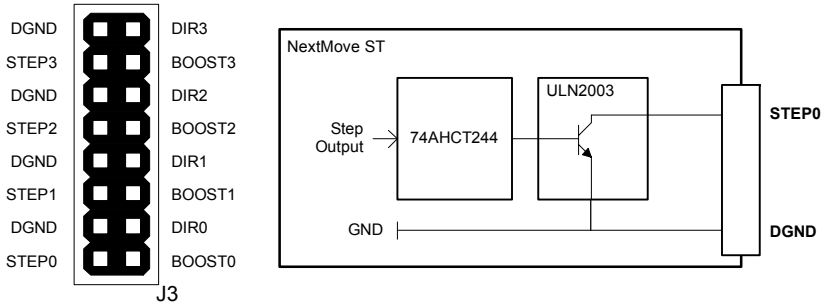 DGND DIR3
STEP3 BOOST3
DGND DIR2
STEP2 BOOST2
DGND DIR1
STEP1 BOOST1
DGND DIR0
STEP0 BOOST0
J3
NextMove ST
ULN2003
Step
Output
74AHCT244
GND
STEP0
DGND